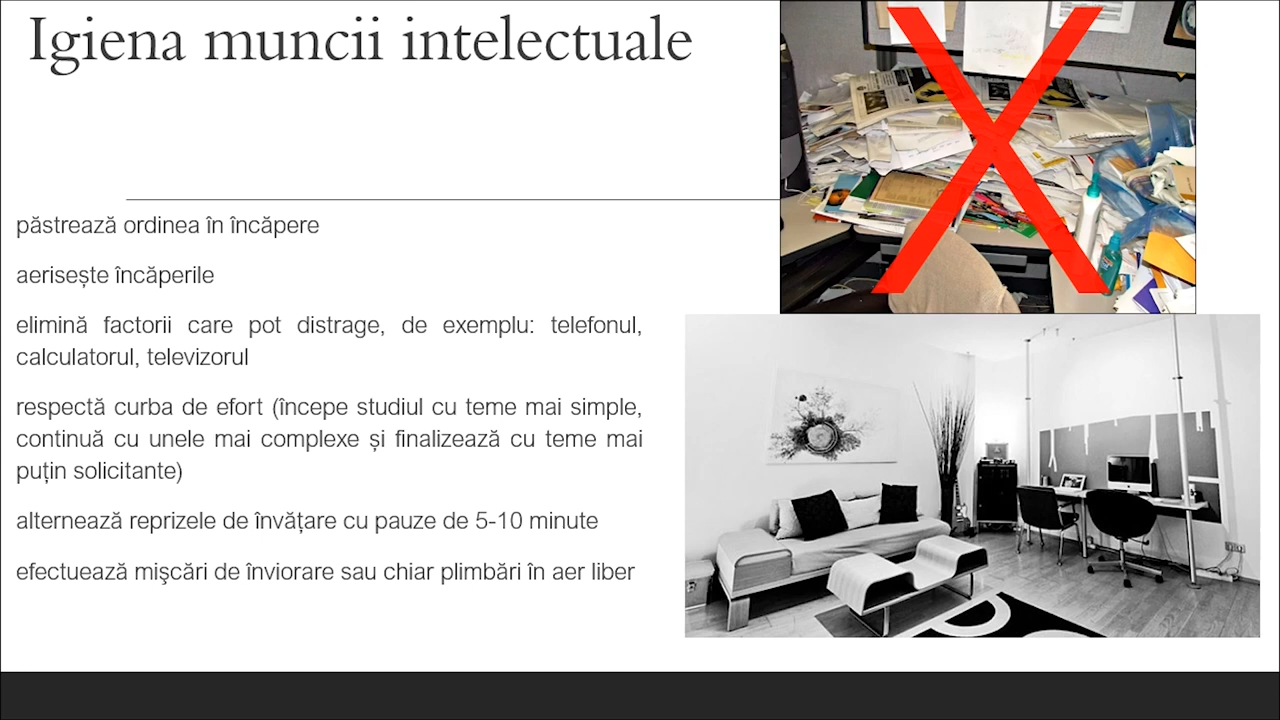 Igiena muncii intelectuale
păstrează ordinea în încăpere
aerisește încăperile
elimină factorii care pot distrage, de exemplu: telefonul,
calculatorul, televizorul
respectă curba de efort (începe studiul cu teme mai simple,
continuă cu unele mai complexe și finalizează cu teme mai
puțin solicitante)
alternează reprizele de învățare cu pauze de 5-10 minute
efectuează mişcări de înviorare sau chiar plimbări în aer liber